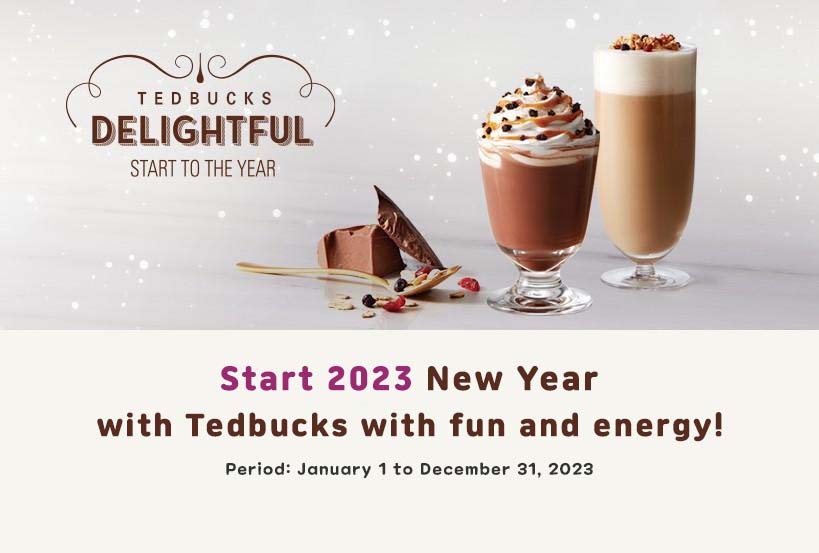 TEDBUCKS
DELIGHTFUL
START TO THE YEAR
Start 2023 New Year
with Tedbucks with fun and energy!
Period: January 1 to December 31, 2023